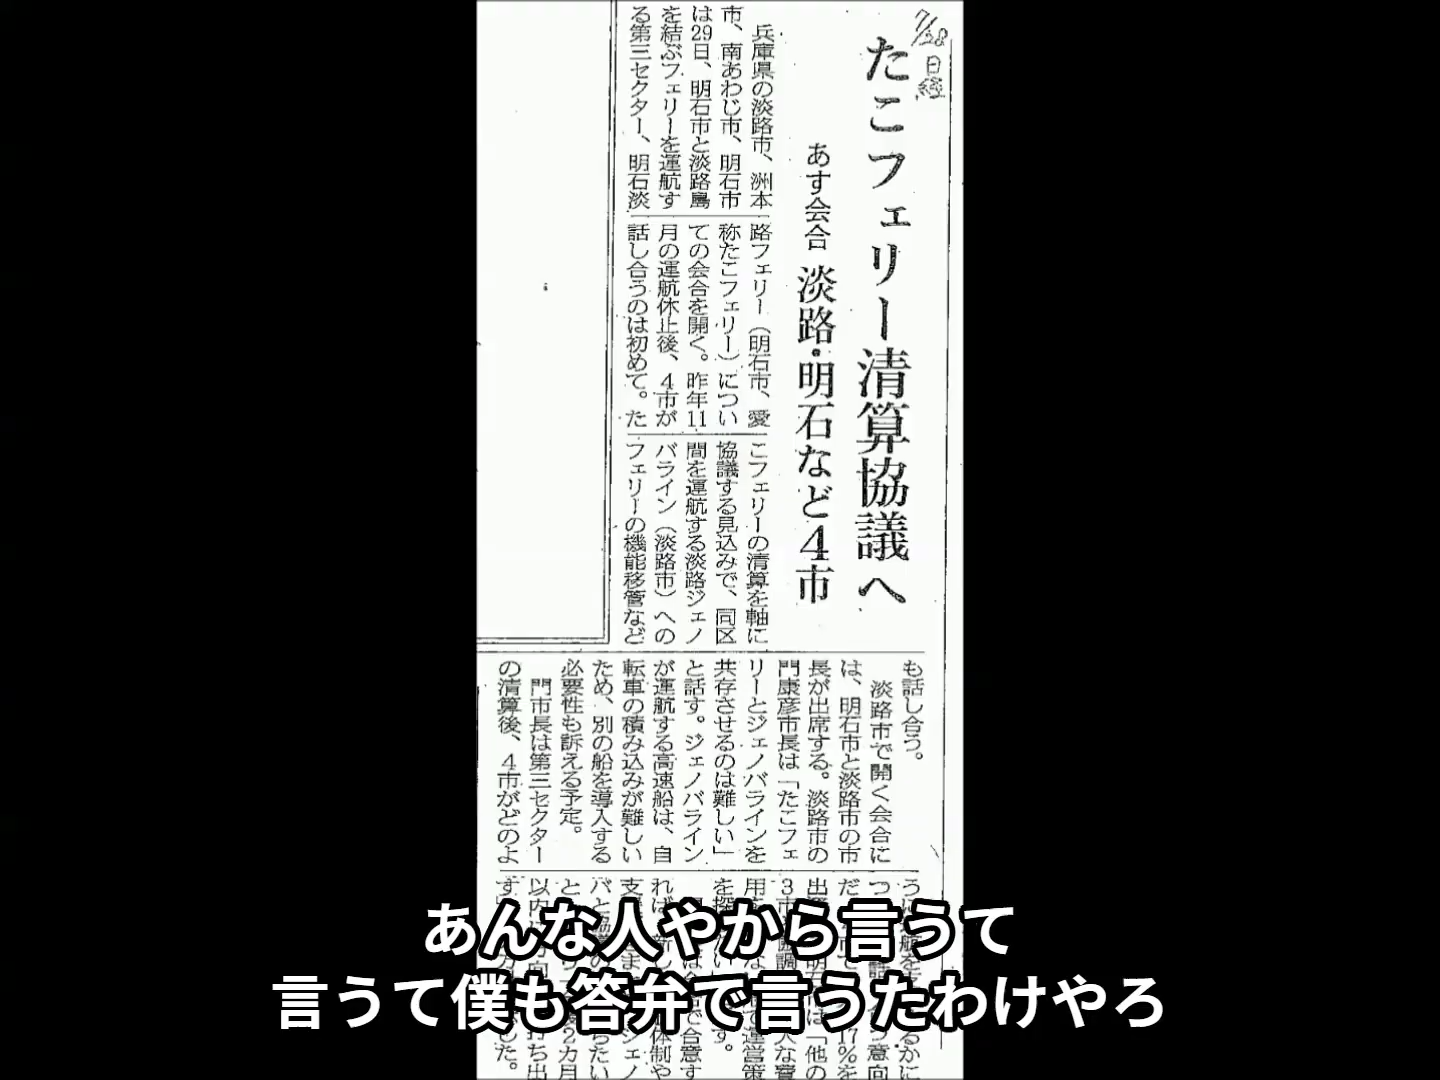 7/28
日経
たこフェリー清算協議へ
あす会合 淡路・明石など4市
兵庫県の淡路市、洲本
市、南あわじ市、明石市
は29日、明石市と淡路島
を結ぶフェリーを運航す
る第三セクター、明石淡
路フェリー(明石市、愛
称たこフェリー)につい
ての会合を開く。昨年11
月の運航休止後、4市が
話し合うのは初めて。た
こフェリーの清算を軸に
協議する見込みで、同区
間を運航する淡路ジェノ
バライン(淡路市)への
フェリーの機能移管など
も話し合う。
淡路市で開く会合に
は、明石市と淡路市の市
長が出席する。淡路市の
門康彦市長は「たこフェ
リーとジェノバラインを
共存させるのは難しい」
と話す。ジェノバライン
が運航する高速船は、自
転車の積み込みが難しい
ため、別の船を導入する
必要性も訴える予定。
門市長は第三セクター
の清算後、4市がどのよ
あんな人やから言うて
言うて僕も答弁で言うたわけやろ